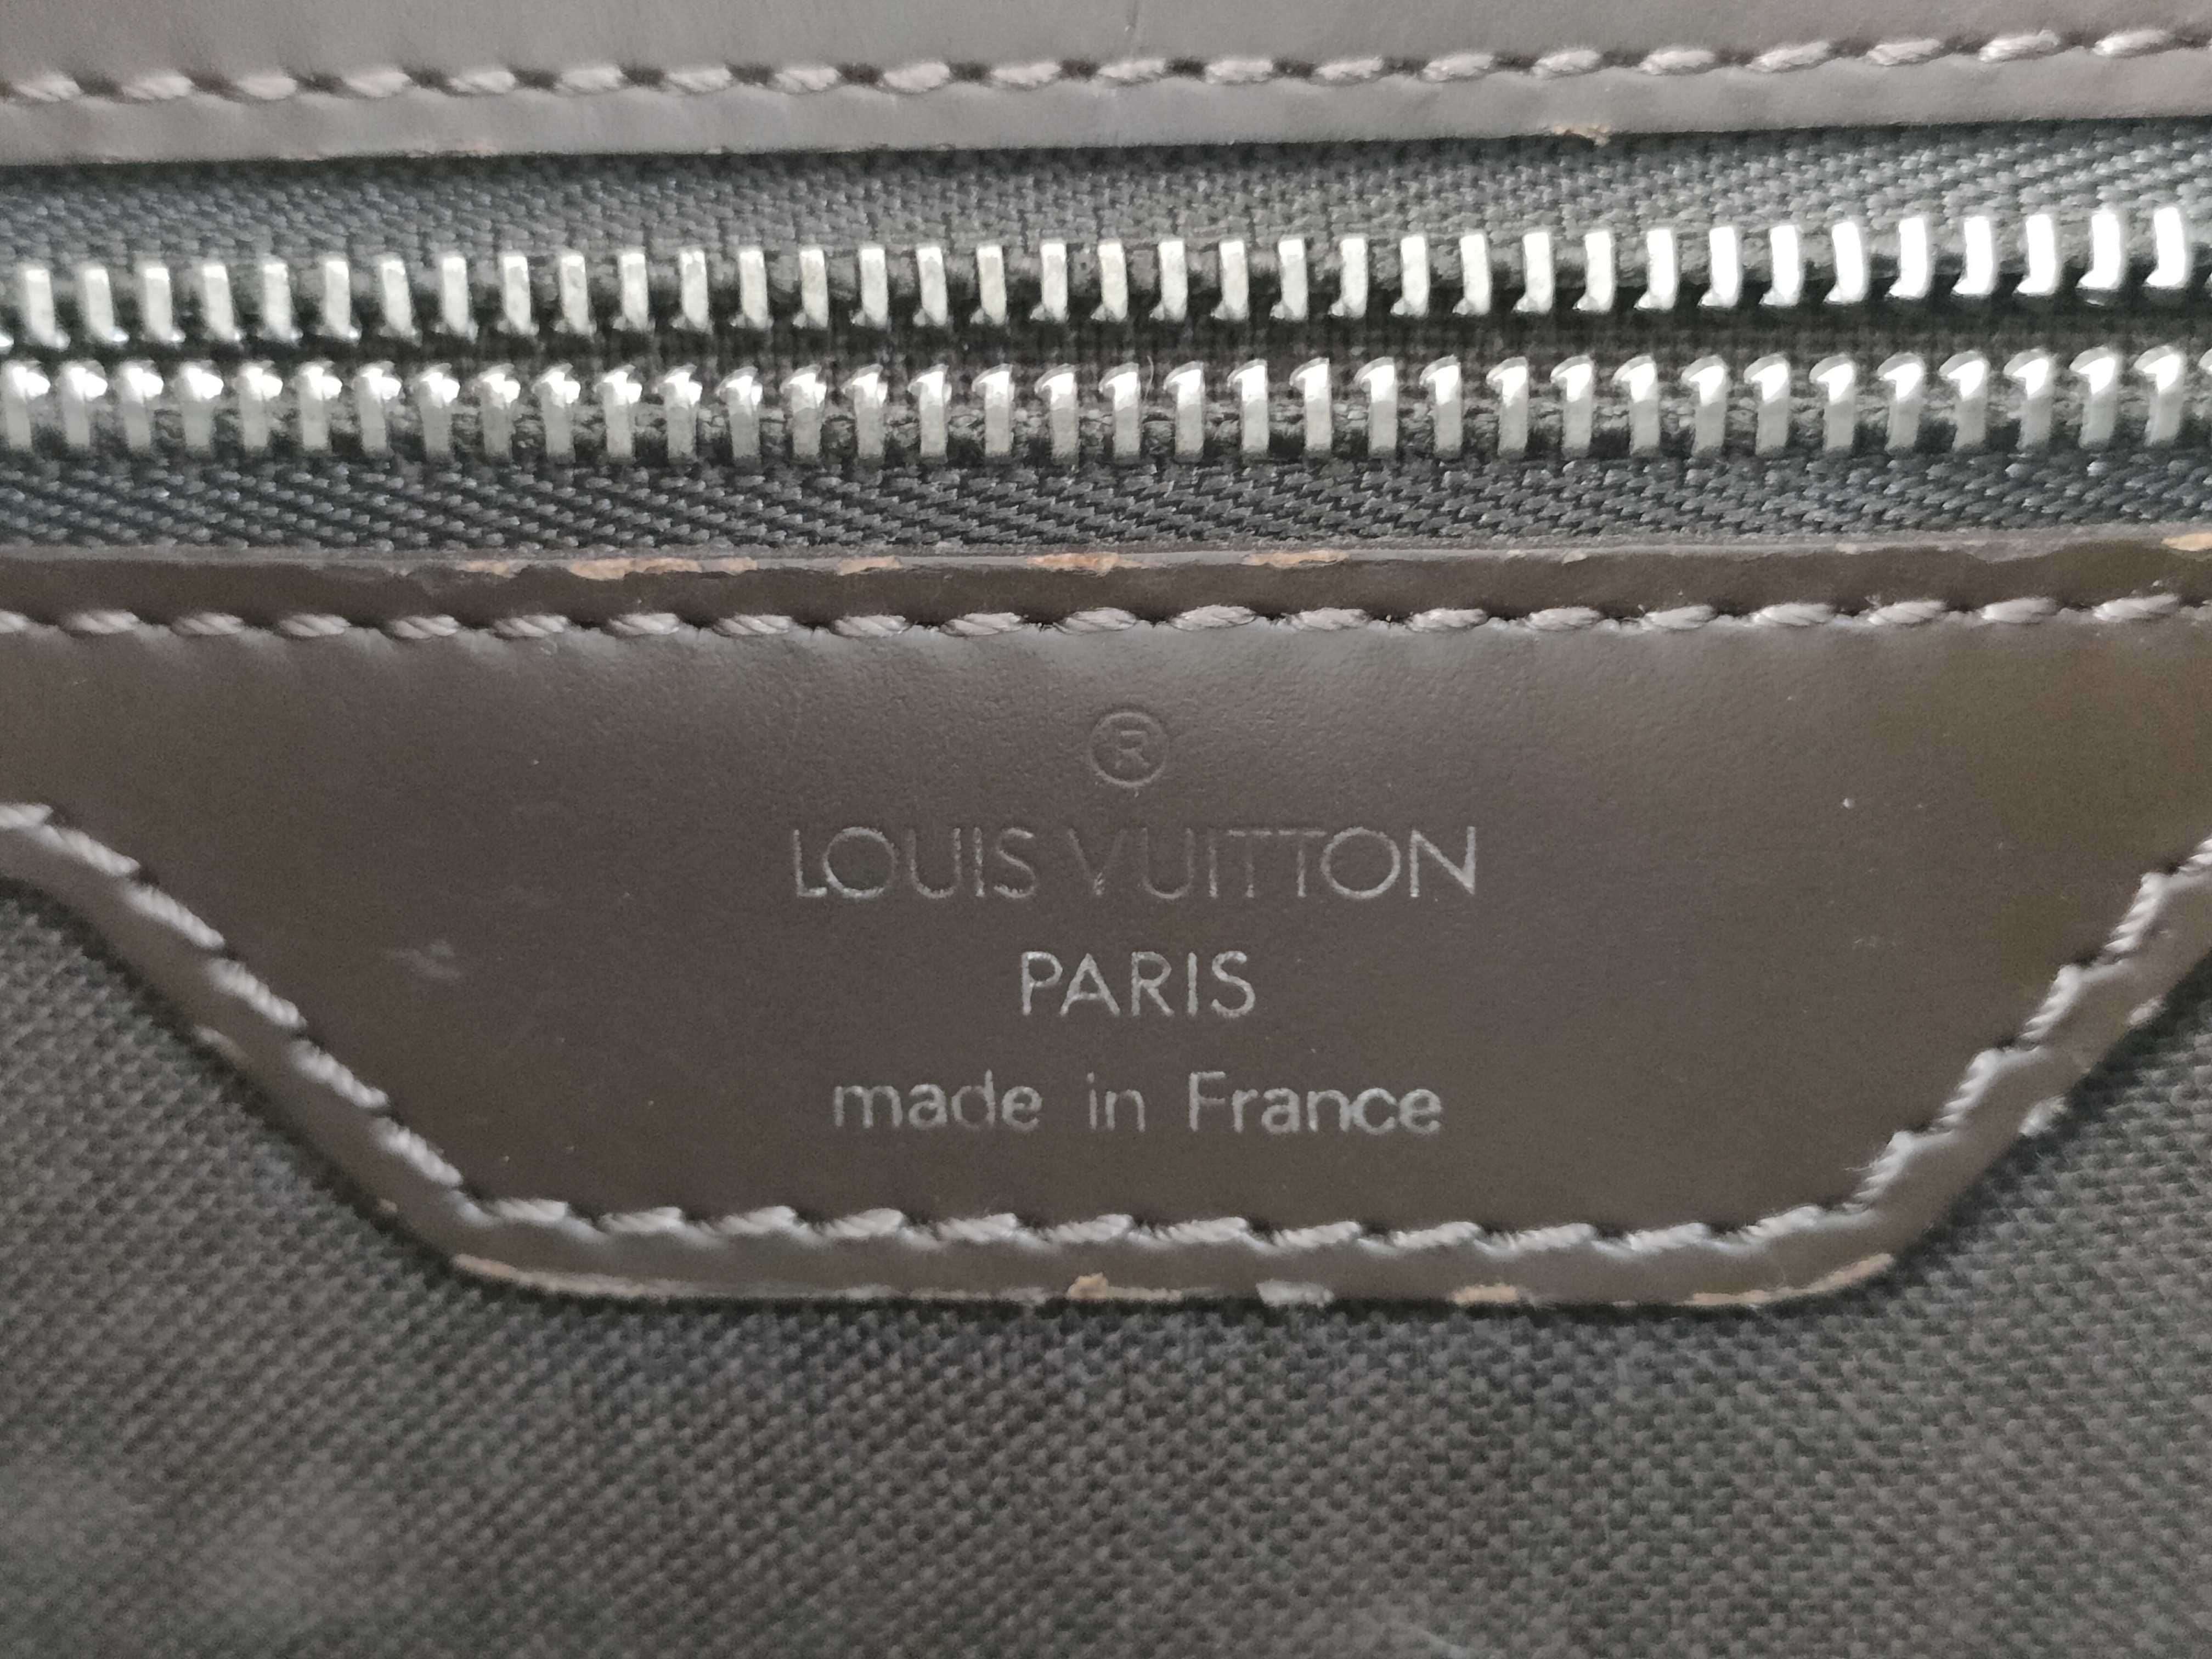 ®
LOUIS VUITTON
PARIS
made in France